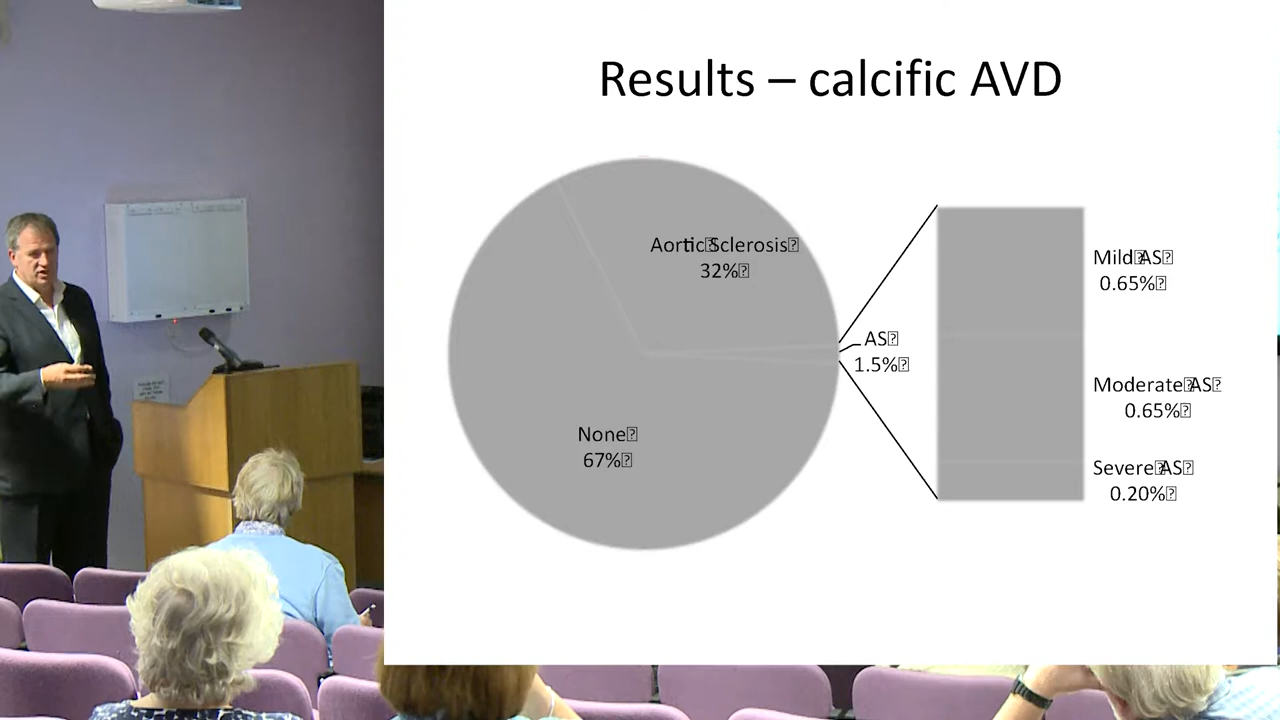 Results – calcific AVD
Aortic Sclerosis
32%
AS
1.5%
None
67%
Mild AS
0.65%
Moderate AS
0.65%
Severe AS
0.20%